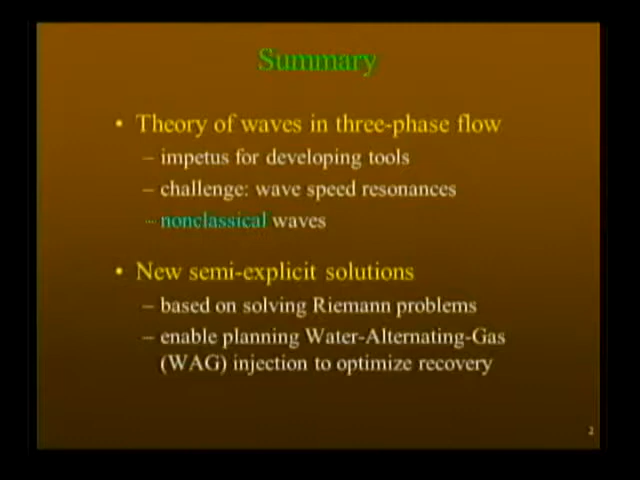 Summary
• Theory of waves in three-phase flow
– impetus for developing tools
– challenge: wave speed resonances
– nonclassical waves
• New semi-explicit solutions
– based on solving Riemann problems
– enable planning Water-Alternating-Gas
(WAG) injection to optimize recovery
2